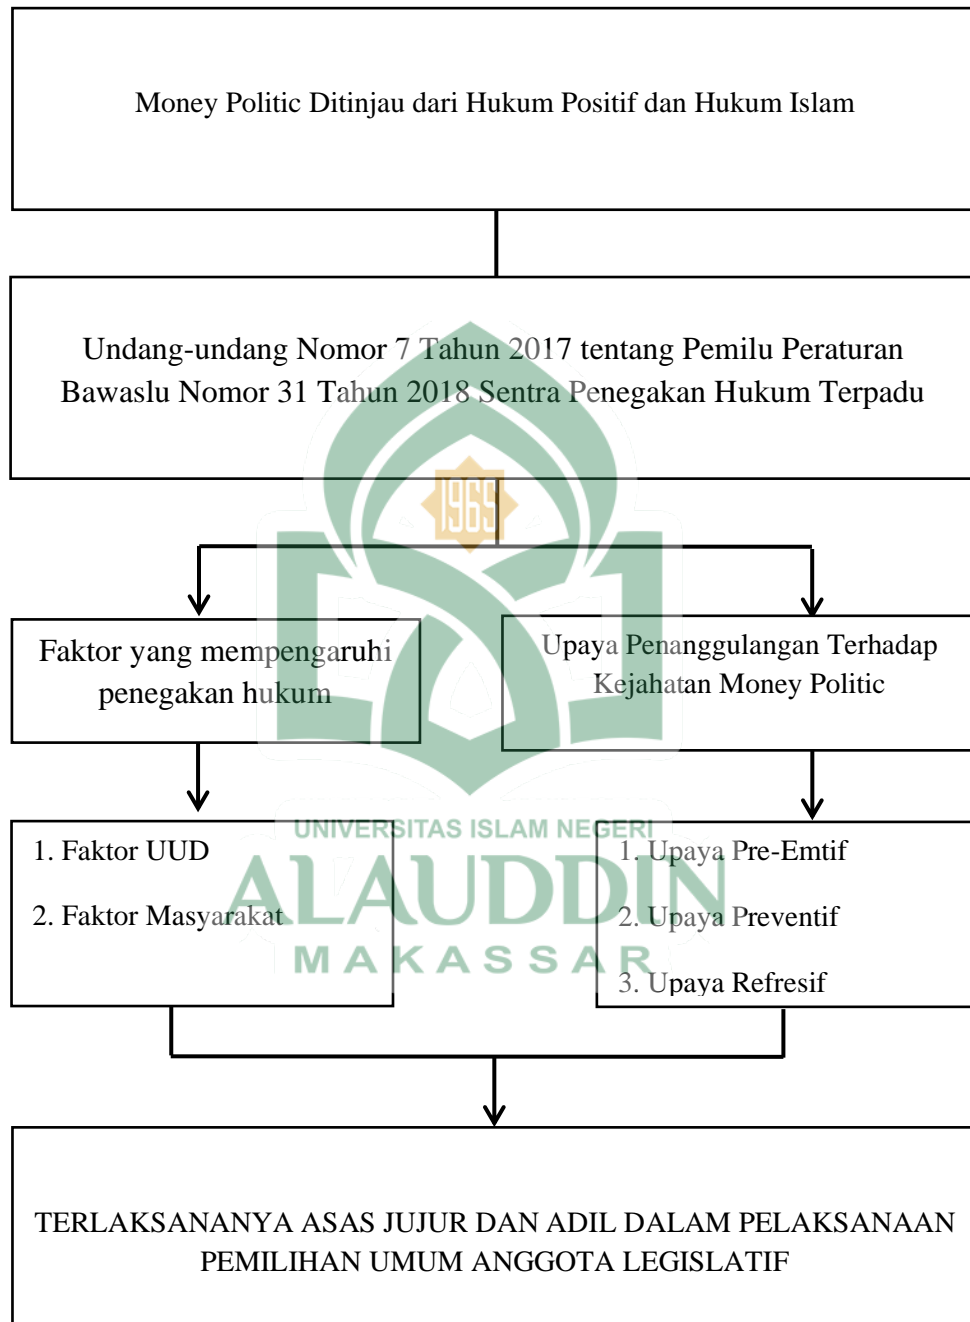 Money Politic Ditinjau dari Hukum Positif dan Hukum Islam
Undang-undang Nomor 7 Tahun 2017 tentang Pemilu Peraturan
Bawaslu Nomor 31 Tahun 2018 Sentra Penegakan Hukum Terpadu
1965
Faktor yang mempengaruhi
penegakan hukum
Upaya Penanggulangan Terhadap
Kejahatan Money Politic
1. Faktor UUD
2. Faktor Masyarakat
1. Upaya Pre-Emtif
2. Upaya Preventif
3. Upaya Refresif
UNIVERSITAS ISLAM NEGERI
ALAUDDIN
MAKASSAR
TERLAKSANANYA ASAS JUJUR DAN ADIL DALAM PELAKSANAAN
PEMILIHAN UMUM ANGGOTA LEGISLATIF